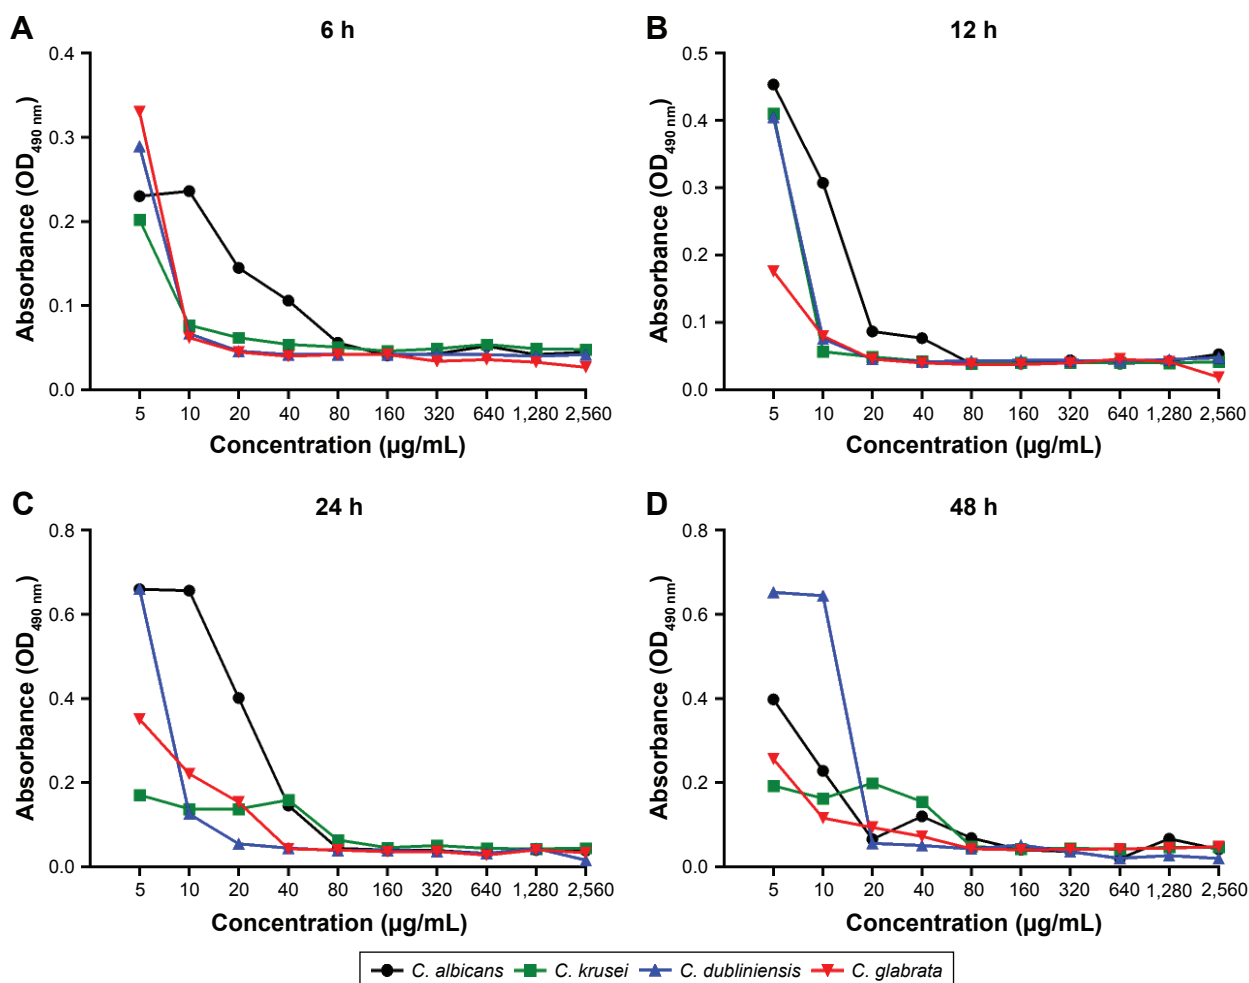 A
6 h
0.4
0.3
0.2
0.1
0.0
Absorbance (OD490 nm)
5 10 20 40 80 160 320 640 1,280 2,560
Concentration (µg/mL)
B
12 h
0.5
0.4
0.3
0.2
0.1
0.0
Absorbance (OD490 nm)
5 10 20 40 80 160 320 640 1,280 2,560
Concentration (µg/mL)
C
24 h
0.8
0.6
0.4
0.2
0.0
Absorbance (OD490 nm)
5 10 20 40 80 160 320 640 1,280 2,560
Concentration (µg/mL)
D
48 h
0.8
0.6
0.4
0.2
0.0
Absorbance (OD490 nm)
5 10 20 40 80 160 320 640 1,280 2,560
Concentration (µg/mL)
C. albicans C. krusei C. dubliniensis C. glabrata